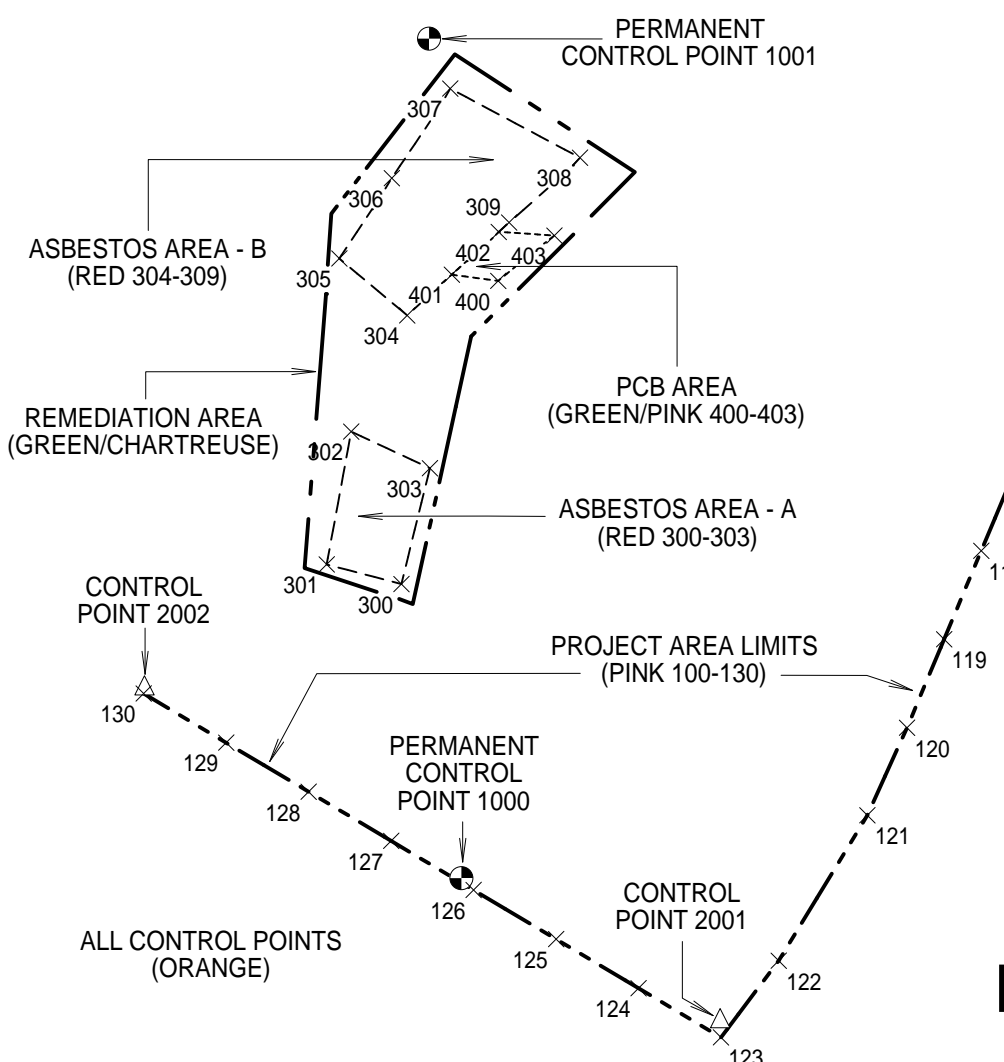 PERMANENT
CONTROL POINT 1001
307
308
306
309
ASBESTOS AREA - B
(RED 304-309)
402
403
305
401
400
304
PCB AREA
(GREEN/PINK 400-403)
REMEDIATION AREA
(GREEN/CHARTREUSE)
302
303
ASBESTOS AREA - A
(RED 300-303)
301
300
CONTROL
POINT 2002
119
PROJECT AREA LIMITS
(PINK 100-130)
130
120
129
PERMANENT
CONTROL
POINT 1000
128
121
127
126
CONTROL
POINT 2001
ALL CONTROL POINTS
(ORANGE)
125
122
124
123